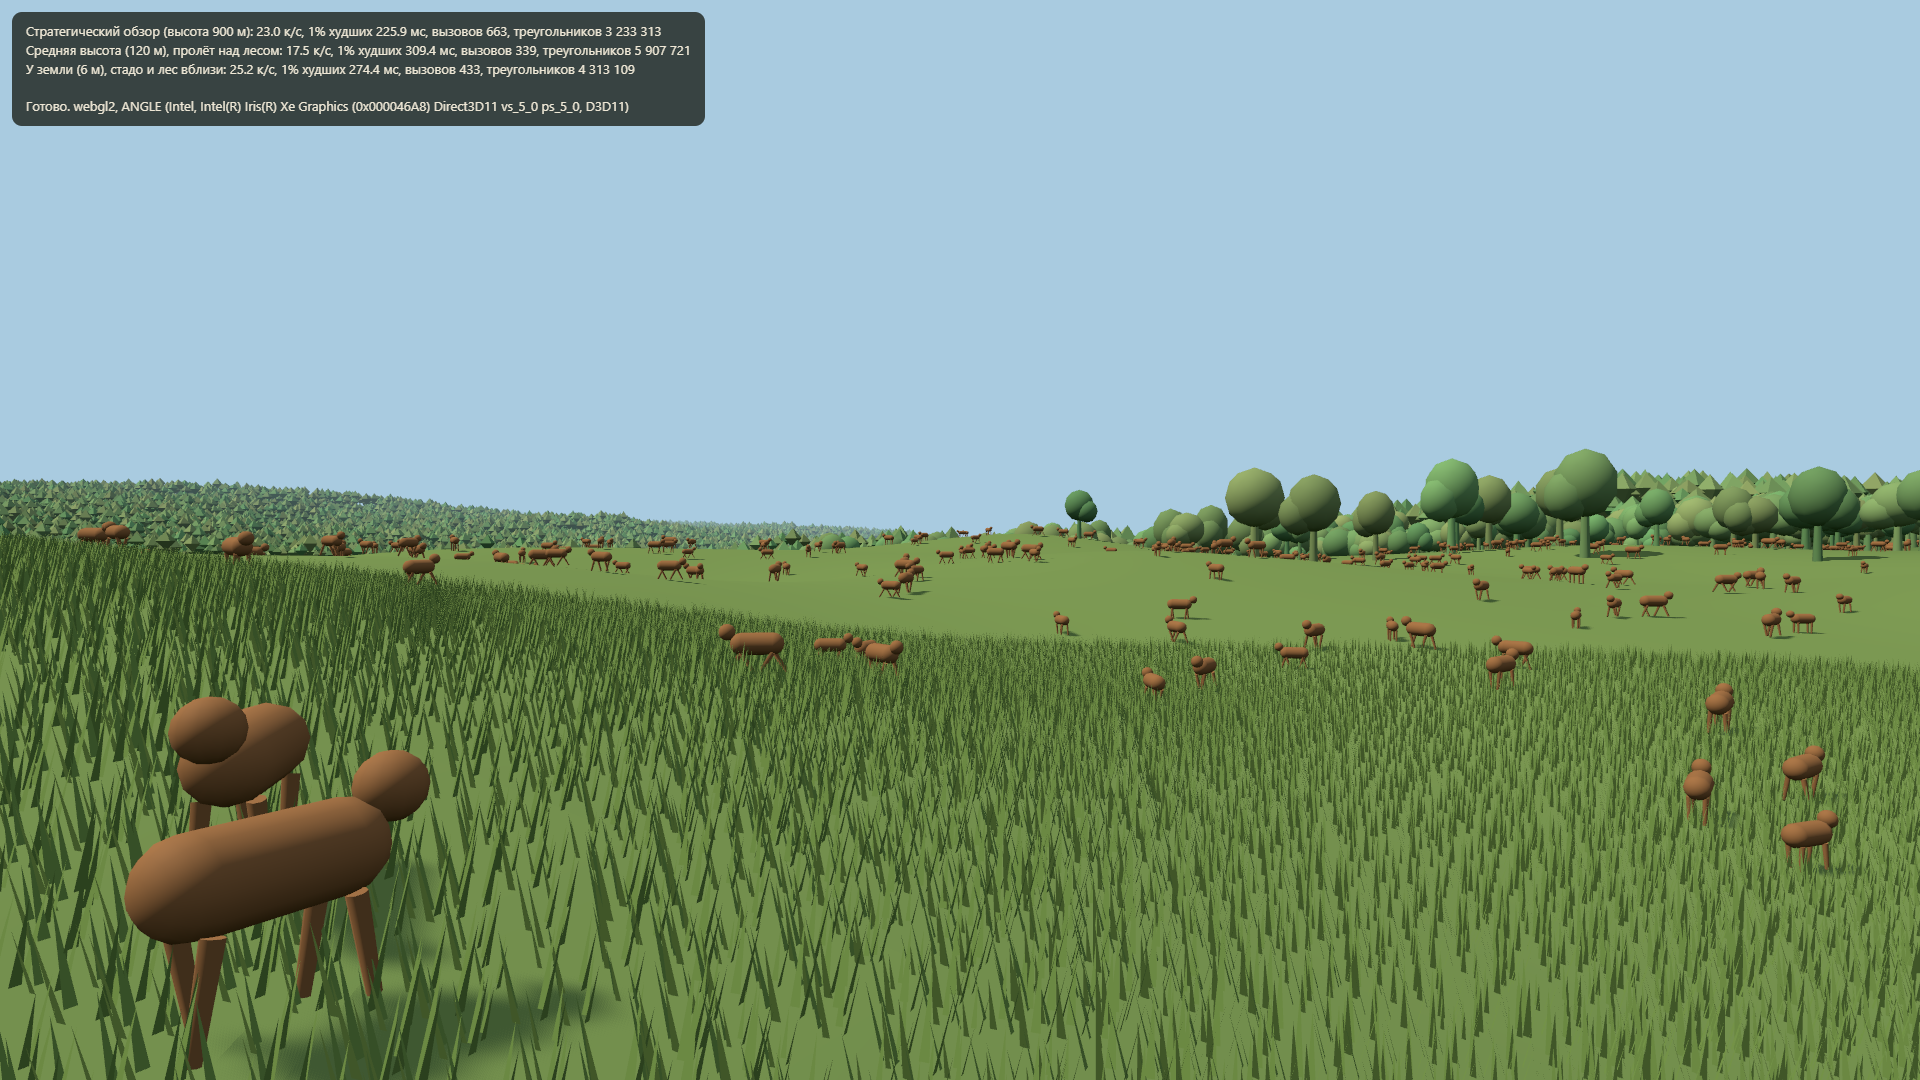 Стратегический обзор (высота 900 м): 23.0 к/с, 1% худших 225.9 мс, вызовов 663, треугольников 3 233 313
Средняя высота (120 м), пролёт над лесом: 17.5 к/с, 1% худших 309.4 мс, вызовов 339, треугольников 5 907 721
У земли (6 м), стадо и лес вблизи: 25.2 к/с, 1% худших 274.4 мс, вызовов 433, треугольников 4 313 109
Готово. webgl2, ANGLE (Intel, Intel(R) Iris(R) Xe Graphics (0x000046A8) Direct3D11 vs_5_0 ps_5_0, D3D11)